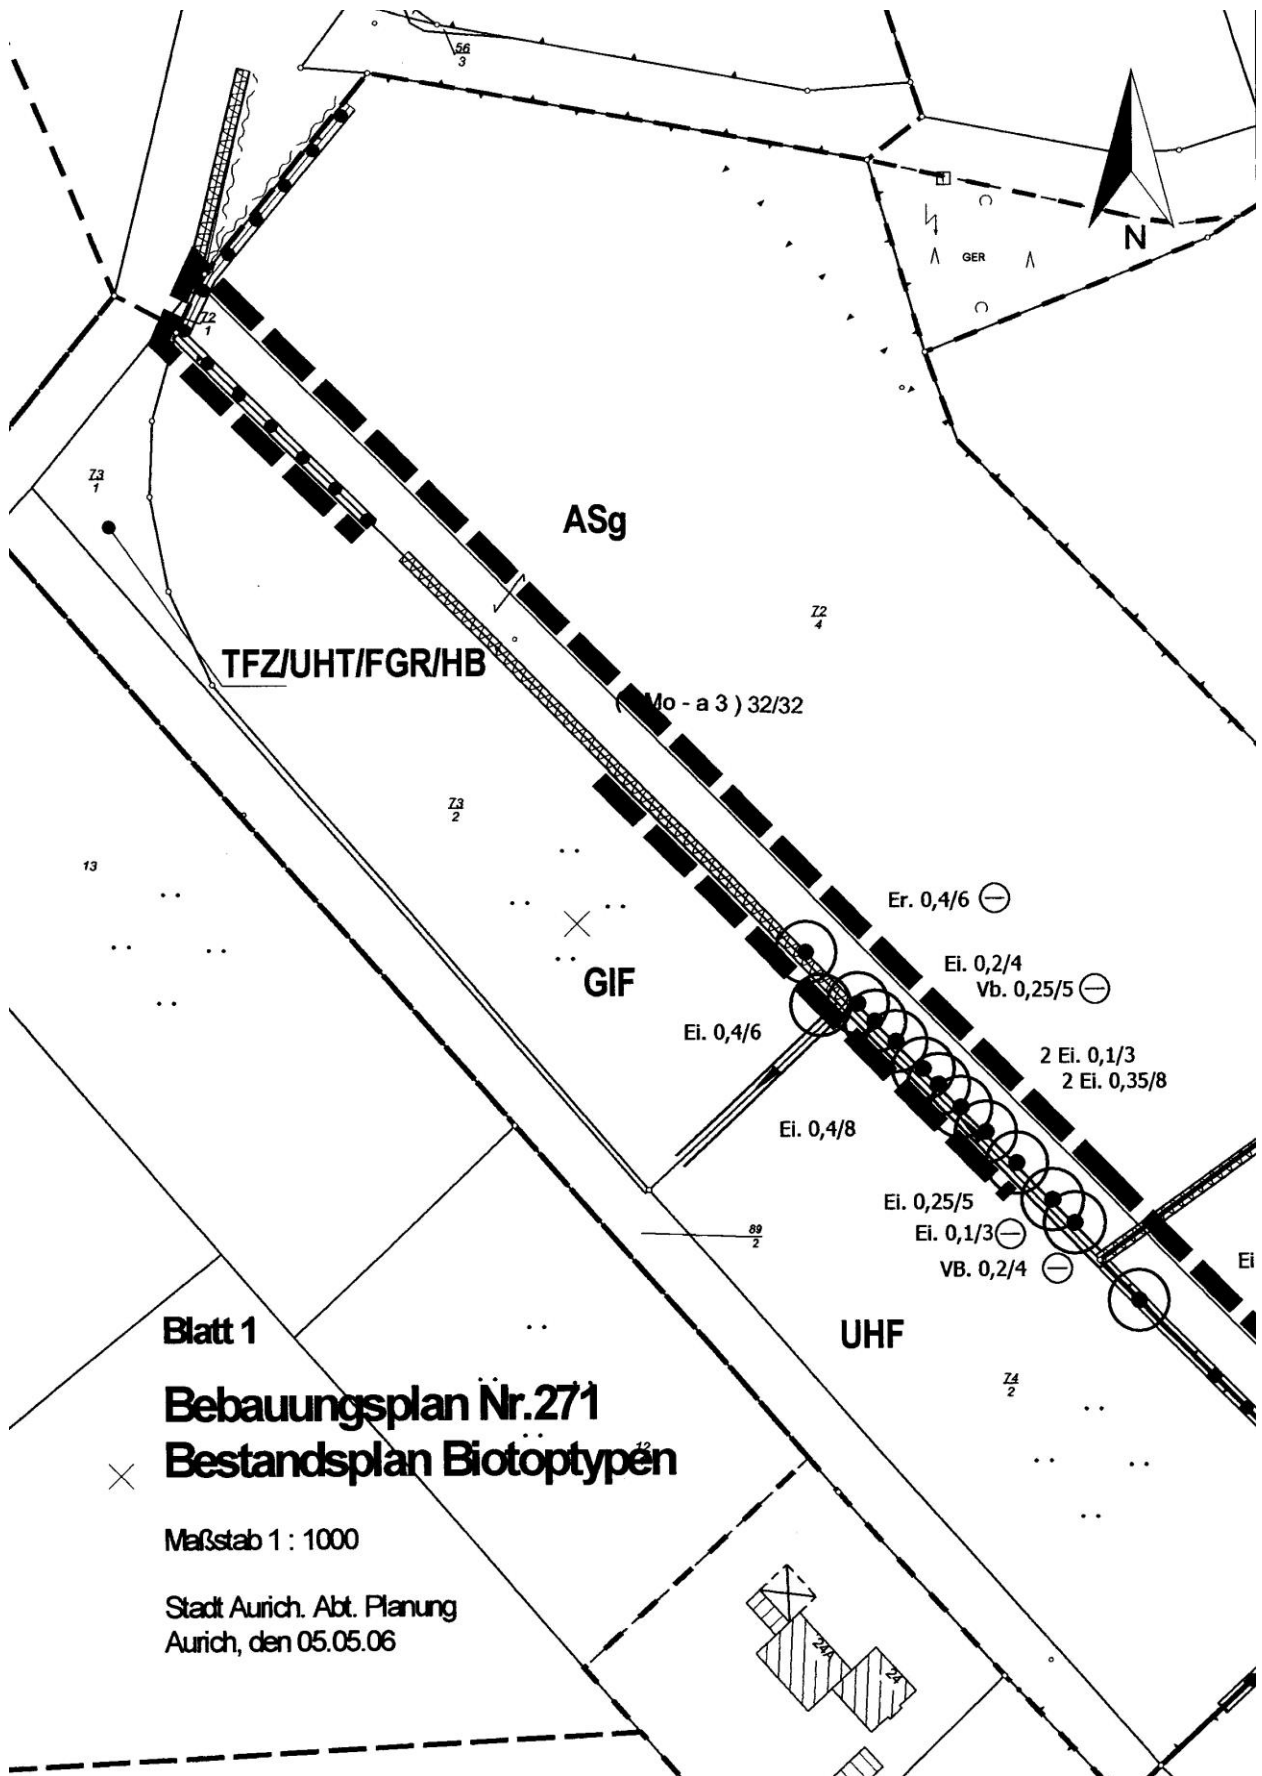 56
3
N
GER
72
1
73
1
ASg
72
4
TFZ/UHT/FGR/HB
Mo - a 3 ) 32/32
73
2
13
Er. 0,4/6
Ei. 0,2/4
Vb. 0,25/5
GIF
Ei. 0,4/6
2 Ei. 0,1/3
2 Ei. 0,35/8
Ei. 0,4/8
Ei. 0,25/5
Ei. 0,1/3
VB. 0,2/4
89
2
Ei
UHF
74
2
Blatt 1
Bebauungsplan Nr.271
Bestandsplan Biotoptypen
12
Maßstab 1 : 1000
Stadt Aurich. Abt. Planung
Aurich, den 05.05.06
24A
24